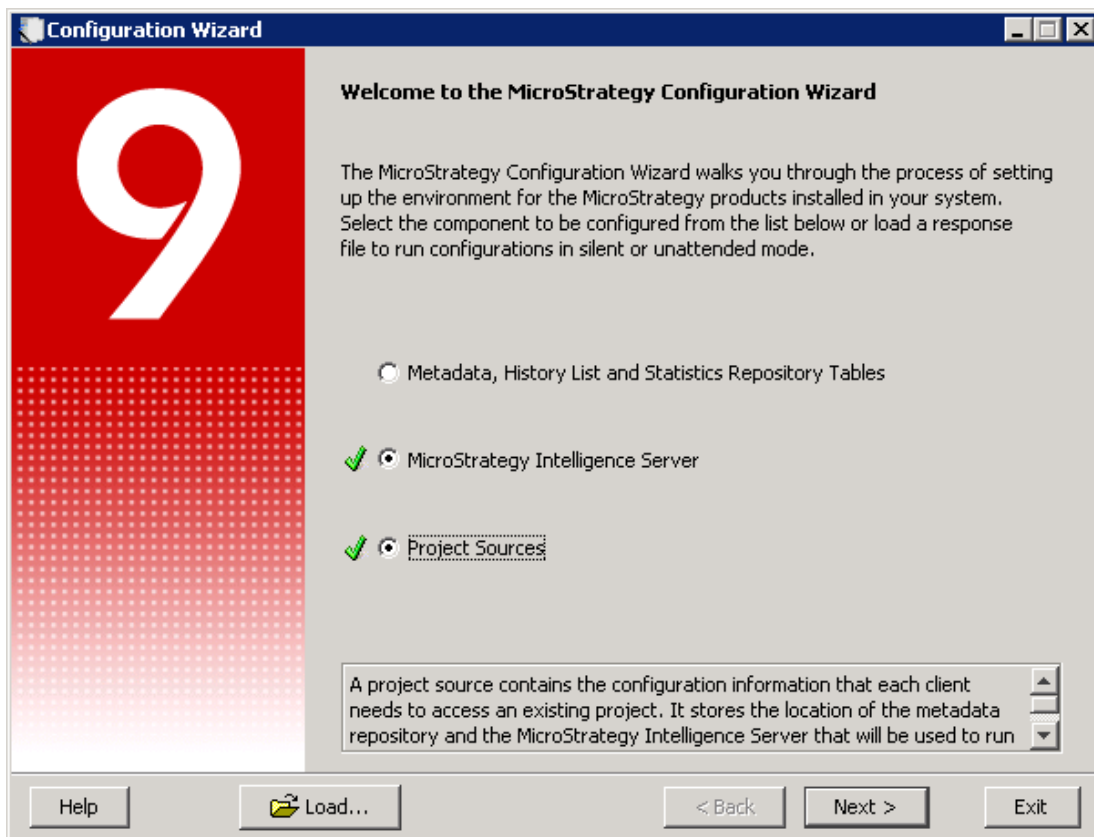 Configuration Wizard
9
Welcome to the MicroStrategy Configuration Wizard
The MicroStrategy Configuration Wizard walks you through the process of setting
up the environment for the MicroStrategy products installed in your system.
Select the component to be configured from the list below or load a response
file to run configurations in silent or unattended mode.
Metadata, History List and Statistics Repository Tables
MicroStrategy Intelligence Server
Project Sources
A project source contains the configuration information that each client
needs to access an existing project. It stores the location of the metadata
repository and the MicroStrategy Intelligence Server that will be used to run
Help
Load...
< Back
Next >
Exit